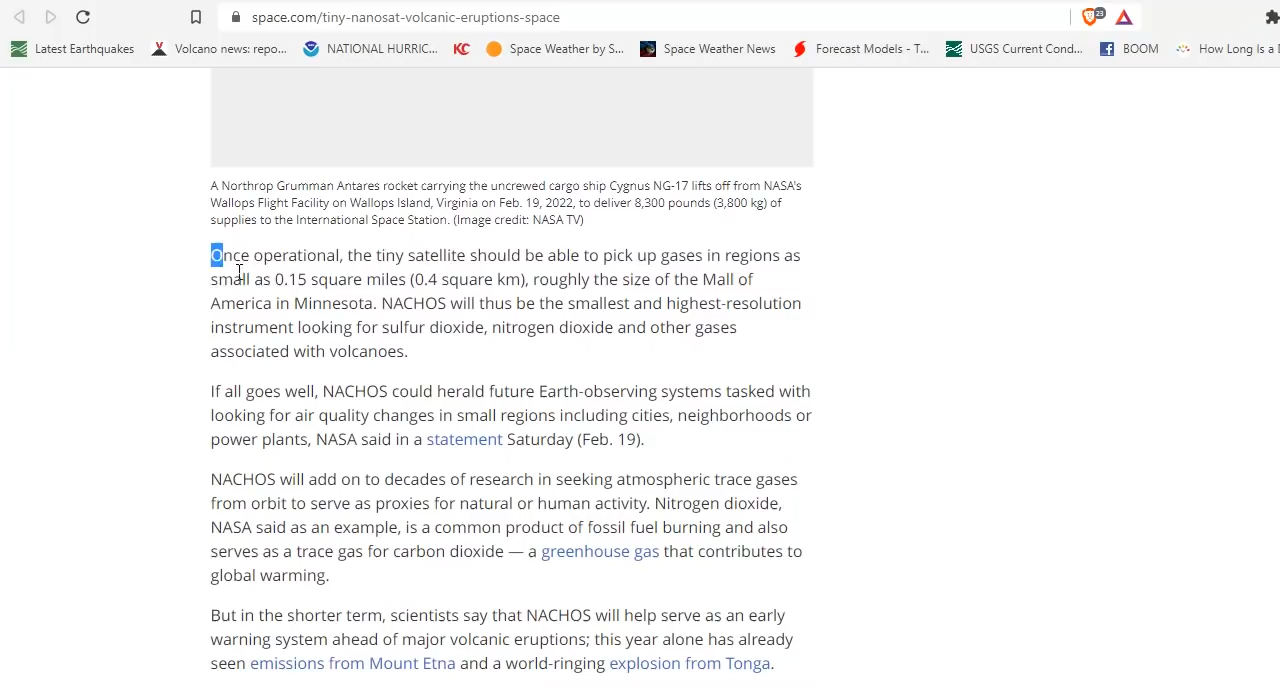 space.com/tiny-nanosat-volcanic-eruptions-space
23
Latest Earthquakes
Volcano news: repo...
NATIONAL HURRIC...
KC
Space Weather by S...
Space Weather News
Forecast Models - T...
USGS Current Cond...
BOOM
How Long Is a D
A Northrop Grumman Antares rocket carrying the uncrewed cargo ship Cygnus NG-17 lifts off from NASA's
Wallops Flight Facility on Wallops Island, Virginia on Feb. 19, 2022, to deliver 8,300 pounds (3,800 kg) of
supplies to the International Space Station. (Image credit: NASA TV)
Once operational, the tiny satellite should be able to pick up gases in regions as
small as 0.15 square miles (0.4 square km), roughly the size of the Mall of
America in Minnesota. NACHOS will thus be the smallest and highest-resolution
instrument looking for sulfur dioxide, nitrogen dioxide and other gases
associated with volcanoes.
If all goes well, NACHOS could herald future Earth-observing systems tasked with
looking for air quality changes in small regions including cities, neighborhoods or
power plants, NASA said in a statement Saturday (Feb. 19).
NACHOS will add on to decades of research in seeking atmospheric trace gases
from orbit to serve as proxies for natural or human activity. Nitrogen dioxide,
NASA said as an example, is a common product of fossil fuel burning and also
serves as a trace gas for carbon dioxide — a greenhouse gas that contributes to
global warming.
But in the shorter term, scientists say that NACHOS will help serve as an early
warning system ahead of major volcanic eruptions; this year alone has already
seen emissions from Mount Etna and a world-ringing explosion from Tonga.